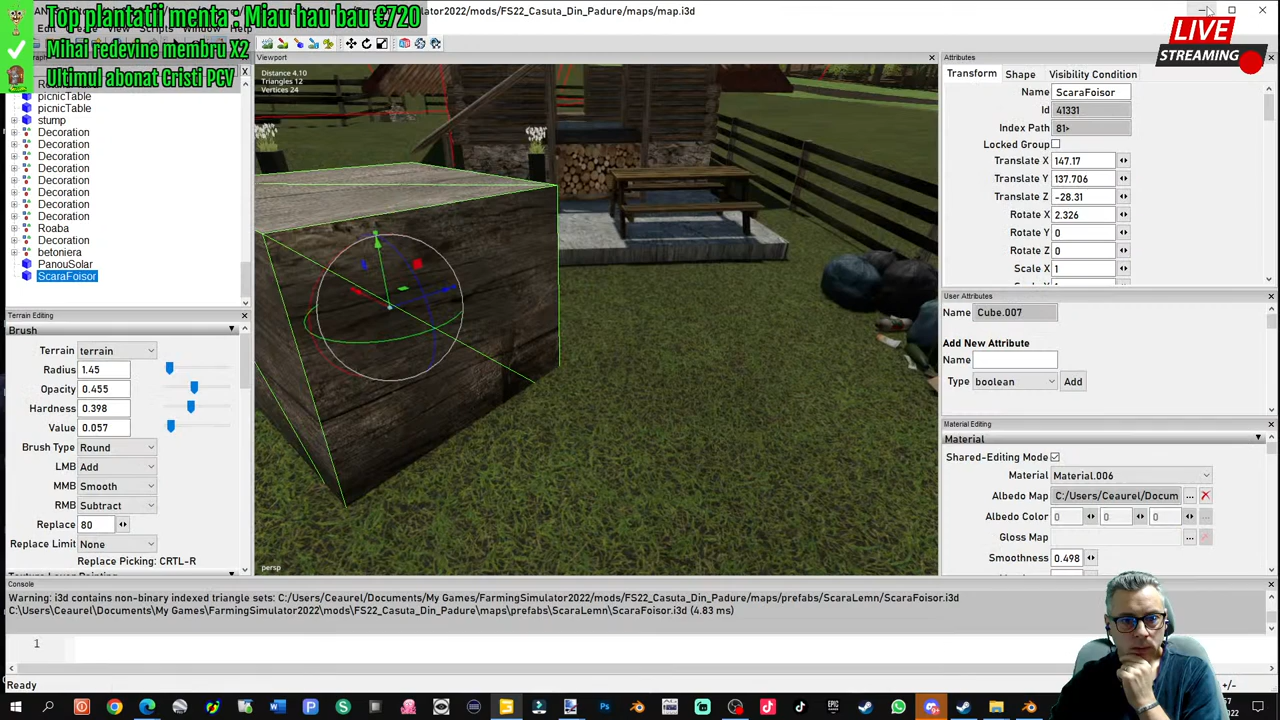 Top plantatii menta : Miau hau bau €720
Mihai redevine membru X2
Ultimul abonat Cristi PCV
Simulator2022/mods/FS22_Casuta_Din_Padure/maps/map.i3d
LIVE
STREAMING
Viewport
Attributes
Distance 4.10
Triangles 12
Vertices 24
Transform Shape Visibility Condition
Name ScaraFoisor
Id 41331
Index Path 81>
Locked Group
Translate X 147.17
Translate Y 137.706
Translate Z -28.31
Rotate X 2.326
Rotate Y 0
Rotate Z 0
Scale X 1
picnicTable
picnicTable
stump
Decoration
Decoration
Decoration
Decoration
Decoration
Decoration
Decoration
Decoration
Roaba
Decoration
betoniera
PanouSolar
ScaraFoisor
User Attributes
Name Cube.007
Add New Attribute
Name
Type boolean Add
Terrain Editing
Brush
Terrain terrain
Radius 1.45
Opacity 0.455
Hardness 0.398
Value 0.057
Brush Type Round
LMB Add
MMB Smooth
RMB Subtract
Replace 80
Replace Limit None
Replace Picking: CRTL-R
Material Editing
Material
Shared-Editing Mode
Material Material.006
Albedo Map C:/Users/Ceaurel/Docum ...
Albedo Color 0 0 0 ...
Gloss Map ...
Smoothness 0.498
persp
Console
Warning: i3d contains non-binary indexed triangle sets: C:/Users/Ceaurel/Documents/My Games/FarmingSimulator2022/mods/FS22_Casuta_Din_Padure/maps/prefabs/ScaraLemn/ScaraFoisor.i3d
C:\Users\Ceaurel\Documents\My Games\FarmingSimulator2022\mods\FS22_Casuta_Din_Padure\maps\prefabs\ScaraLemn\ScaraFoisor.i3d (4.83 ms)
1
Ready
+/-